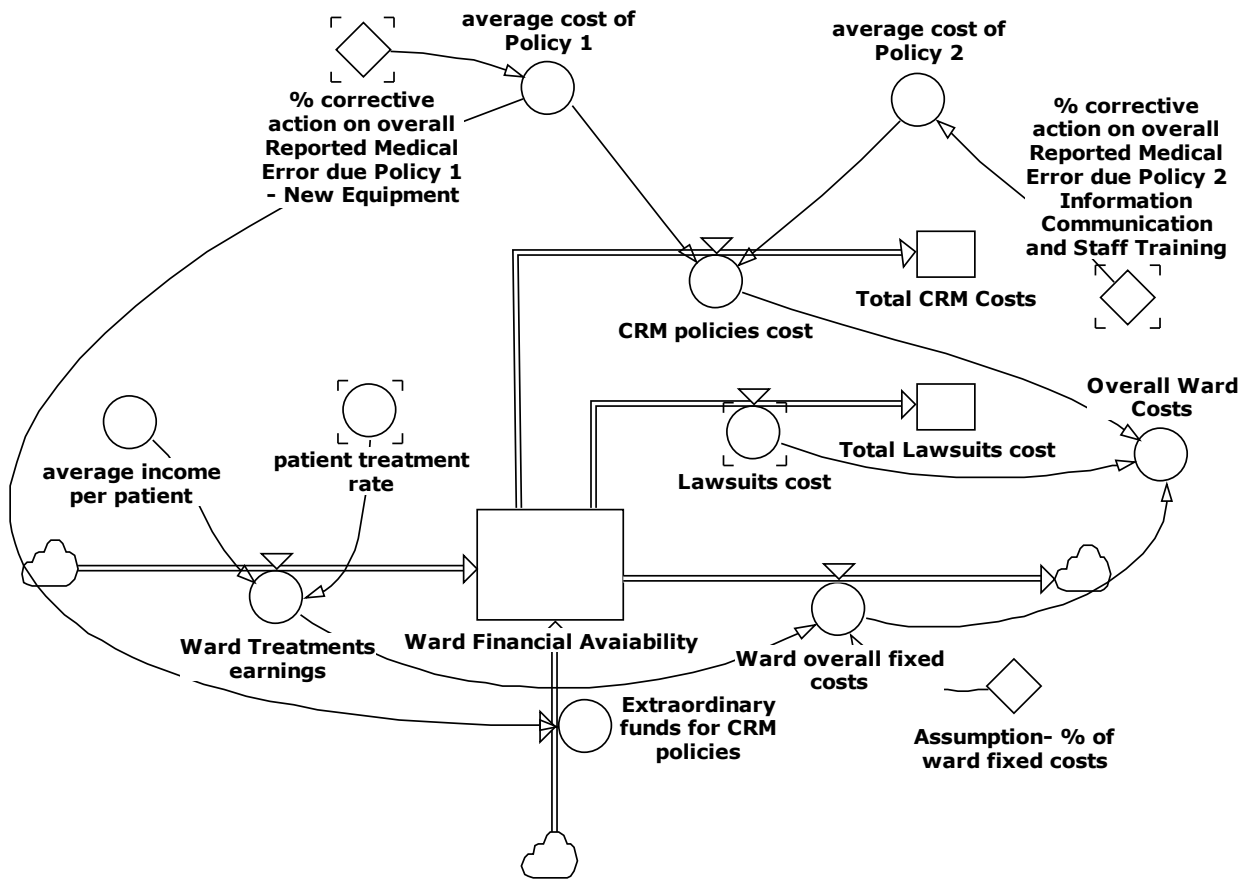 average cost of
Policy 1
average cost of
Policy 2
% corrective
action on overall
Reported Medical
Error due Policy 1
- New Equipment
% corrective
action on overall
Reported Medical
Error due Policy 2
Information
Communication
and Staff Training
Total CRM Costs
CRM policies cost
Overall Ward
Costs
average income
per patient
patient treatment
rate
Total Lawsuits cost
Lawsuits cost
Ward Treatments
earnings
Ward Financial Avaiability
Ward overall fixed
costs
Extraordinary
funds for CRM
policies
Assumption- % of
ward fixed costs